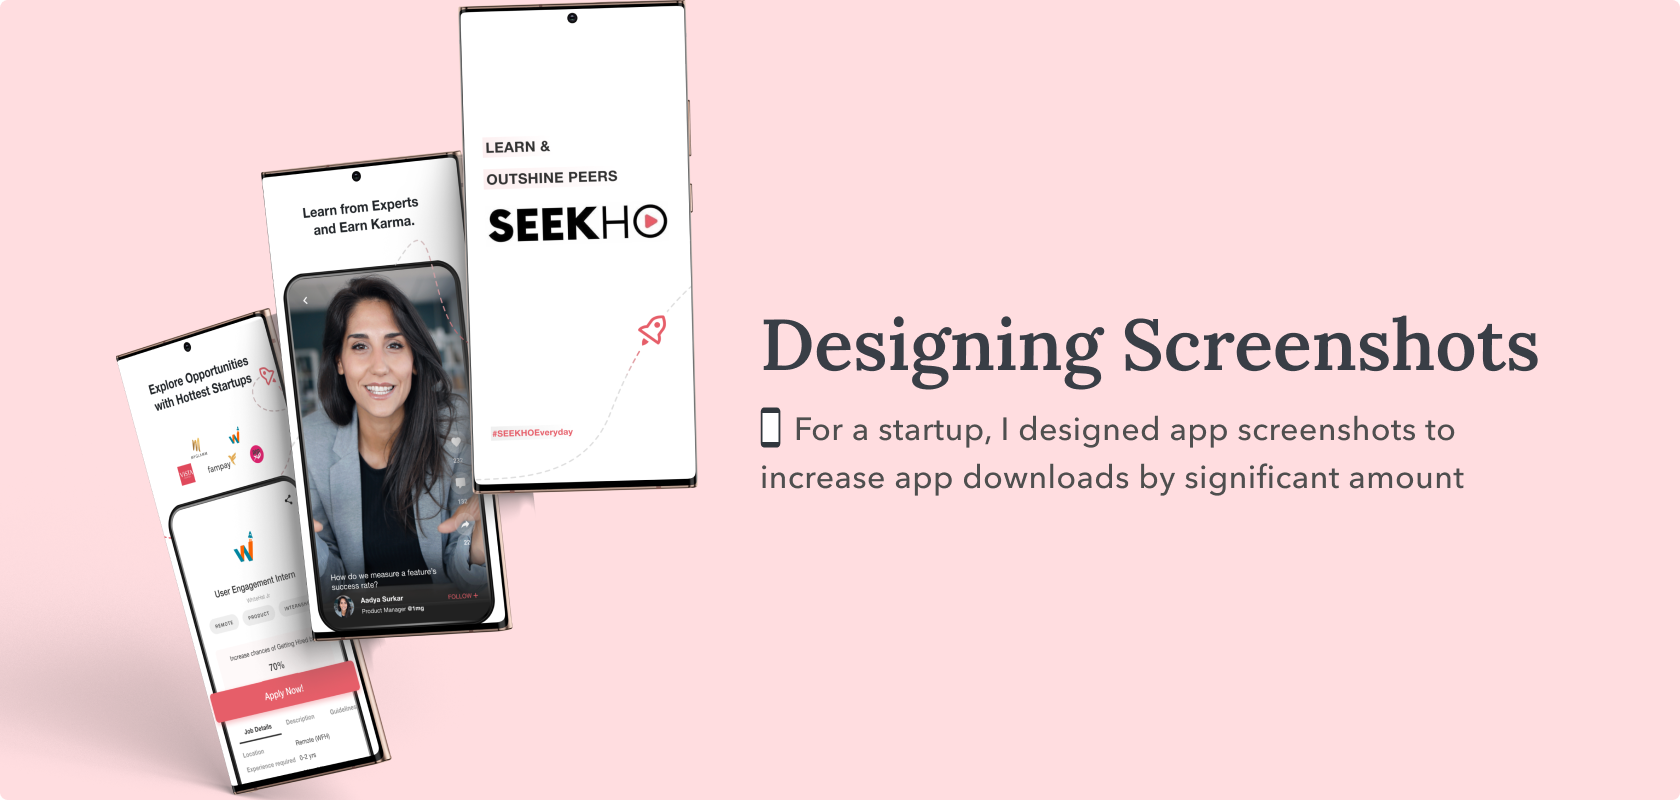 LEARN &
OUTSHINE PEERS
SEEKHO
#SEEKHOEveryday
Learn from Experts
and Earn Karma.
How do we measure a feature's
success rate?
Aadya Surkar
Product Manager @1mg
FOLLOW +
Explore Opportunities
with Hottest Startups
fampay
User Engagement Intern
REMOTE
PRODUCT
Increase chances of Getting Hired
70%
Apply Now!
Job Details
Description
Guidelines
Location
Remote (WFH)
Experience required
0-2 yrs
Designing Screenshots
For a startup, I designed app screenshots to
increase app downloads by significant amount